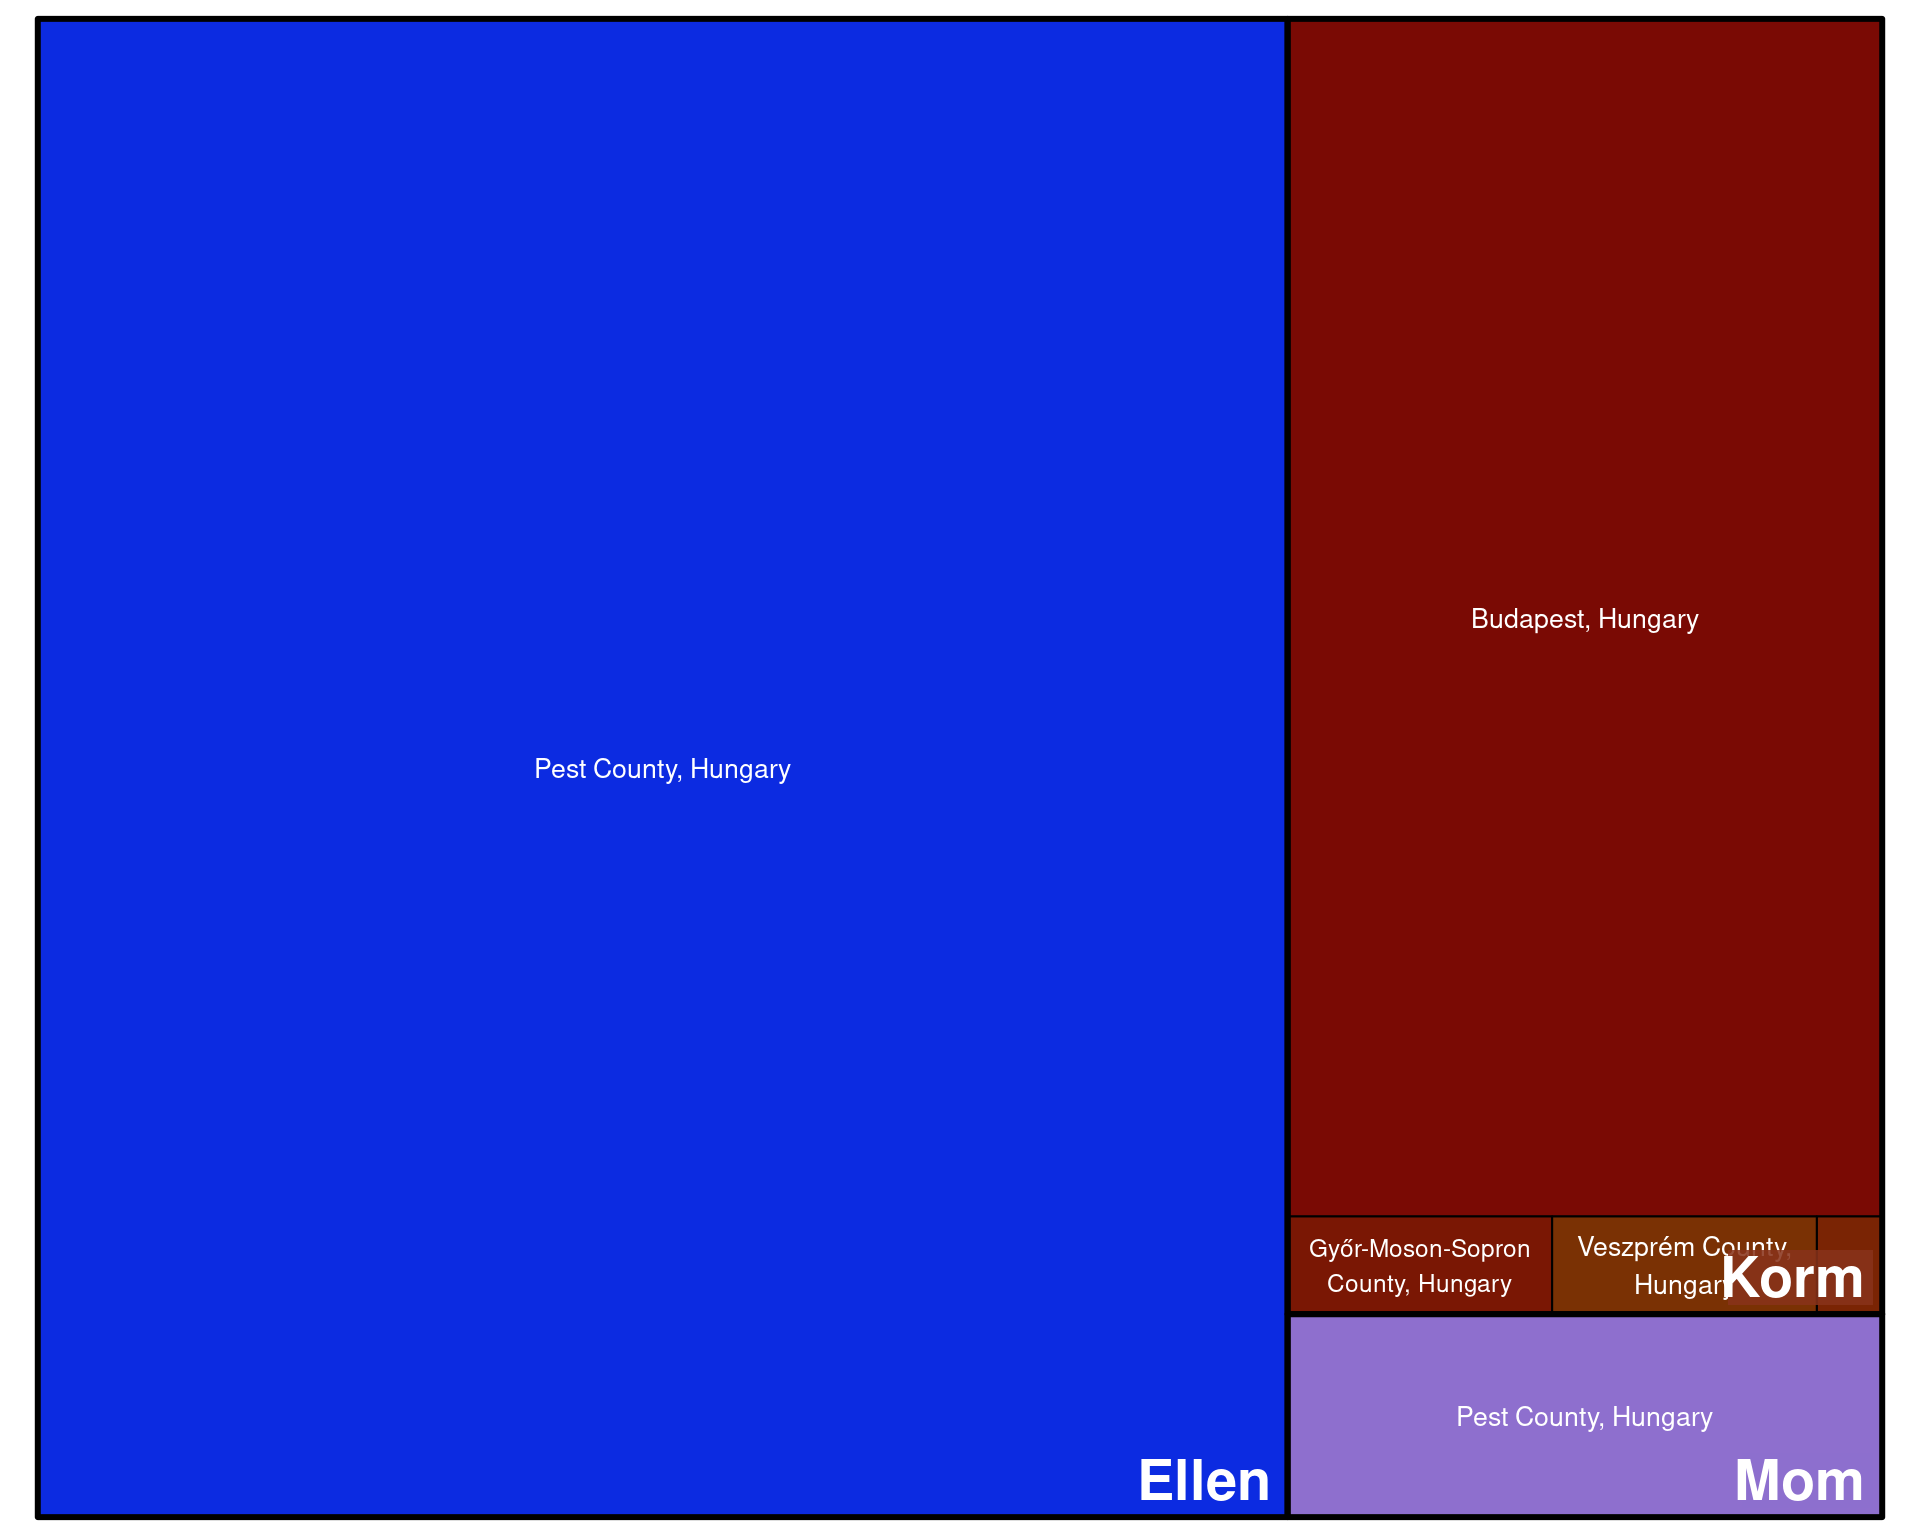 Pest County, Hungary
Ellen
Budapest, Hungary
Győr-Moson-Sopron
County, Hungary
Veszprém County,
Hungary
Korm
Pest County, Hungary
Mom